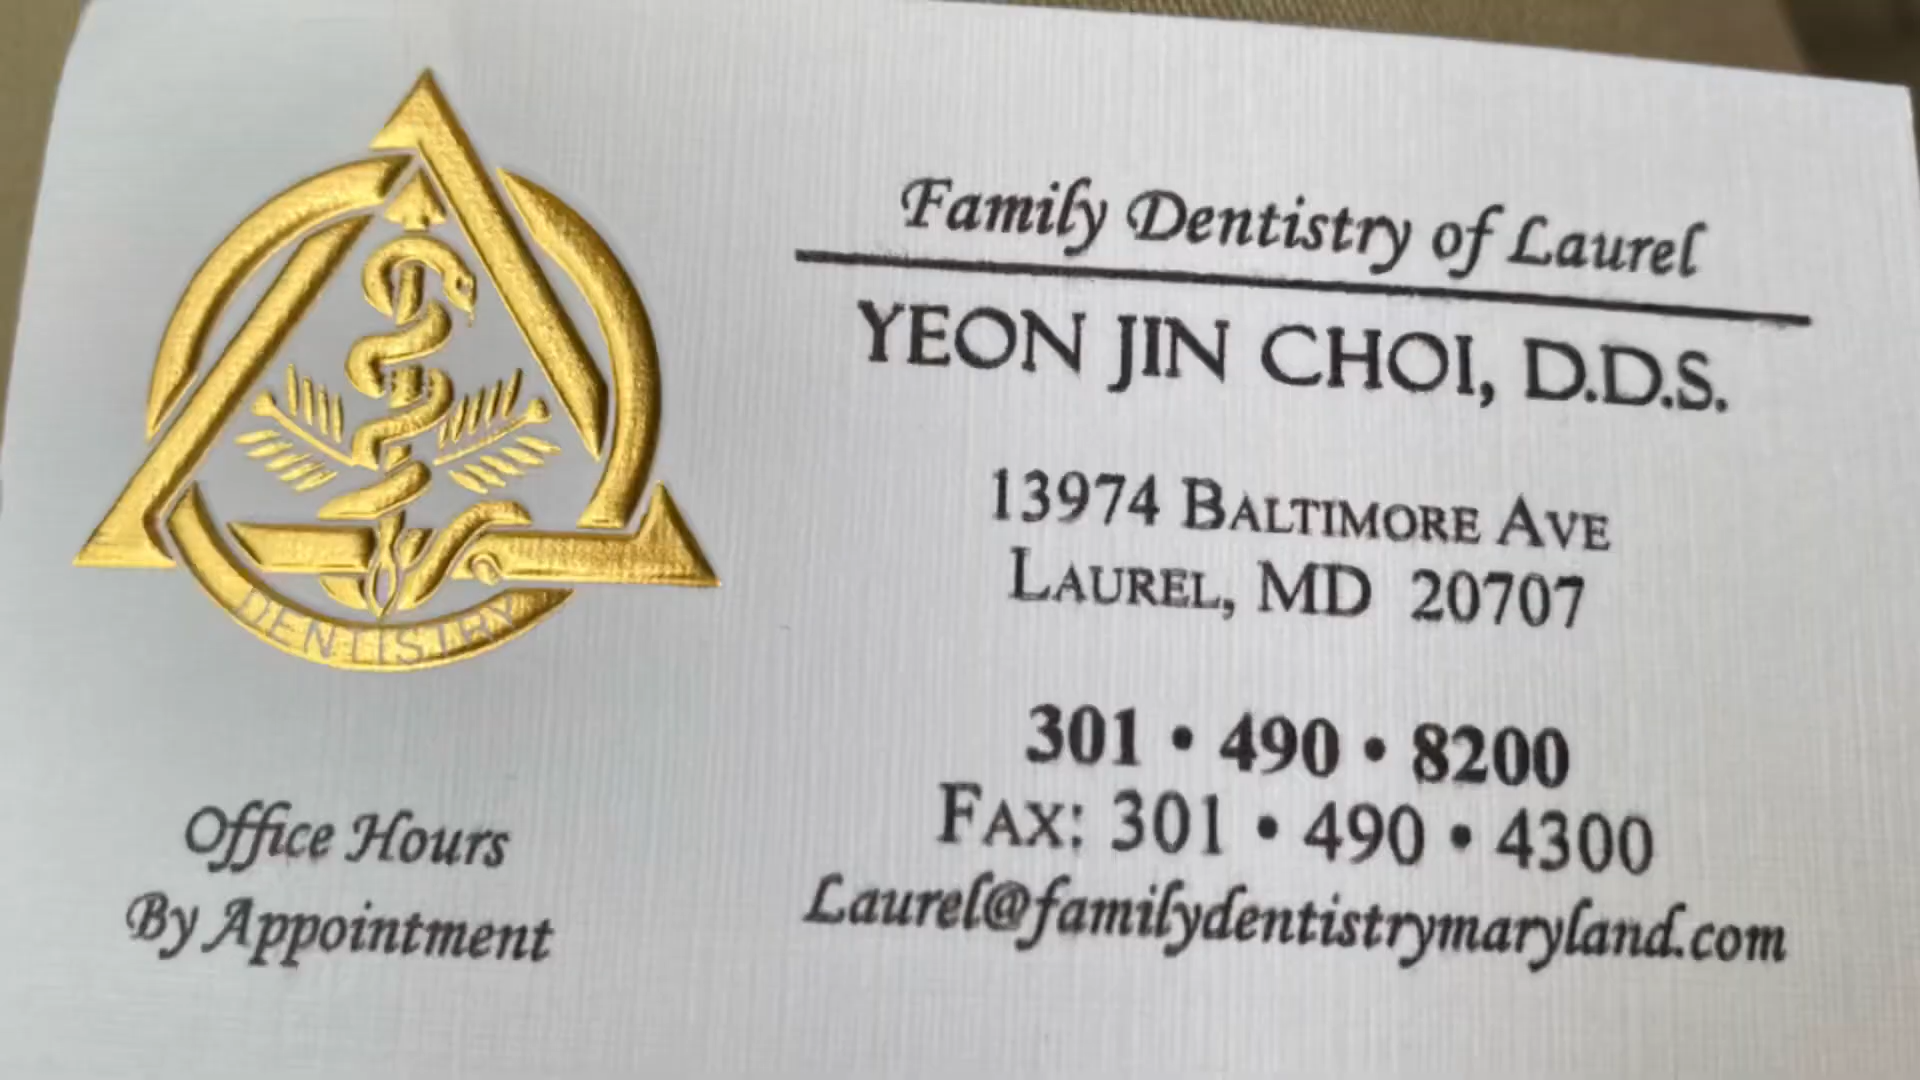 Family Dentistry of Laurel
YEON JIN CHOI, D.D.S.
13974 BALTIMORE AVE
LAUREL, MD 20707
301 • 490 • 8200
FAX: 301 • 490 • 4300
Laurel@familydentistrymaryland.com
DENTISTRY
Office Hours
By Appointment